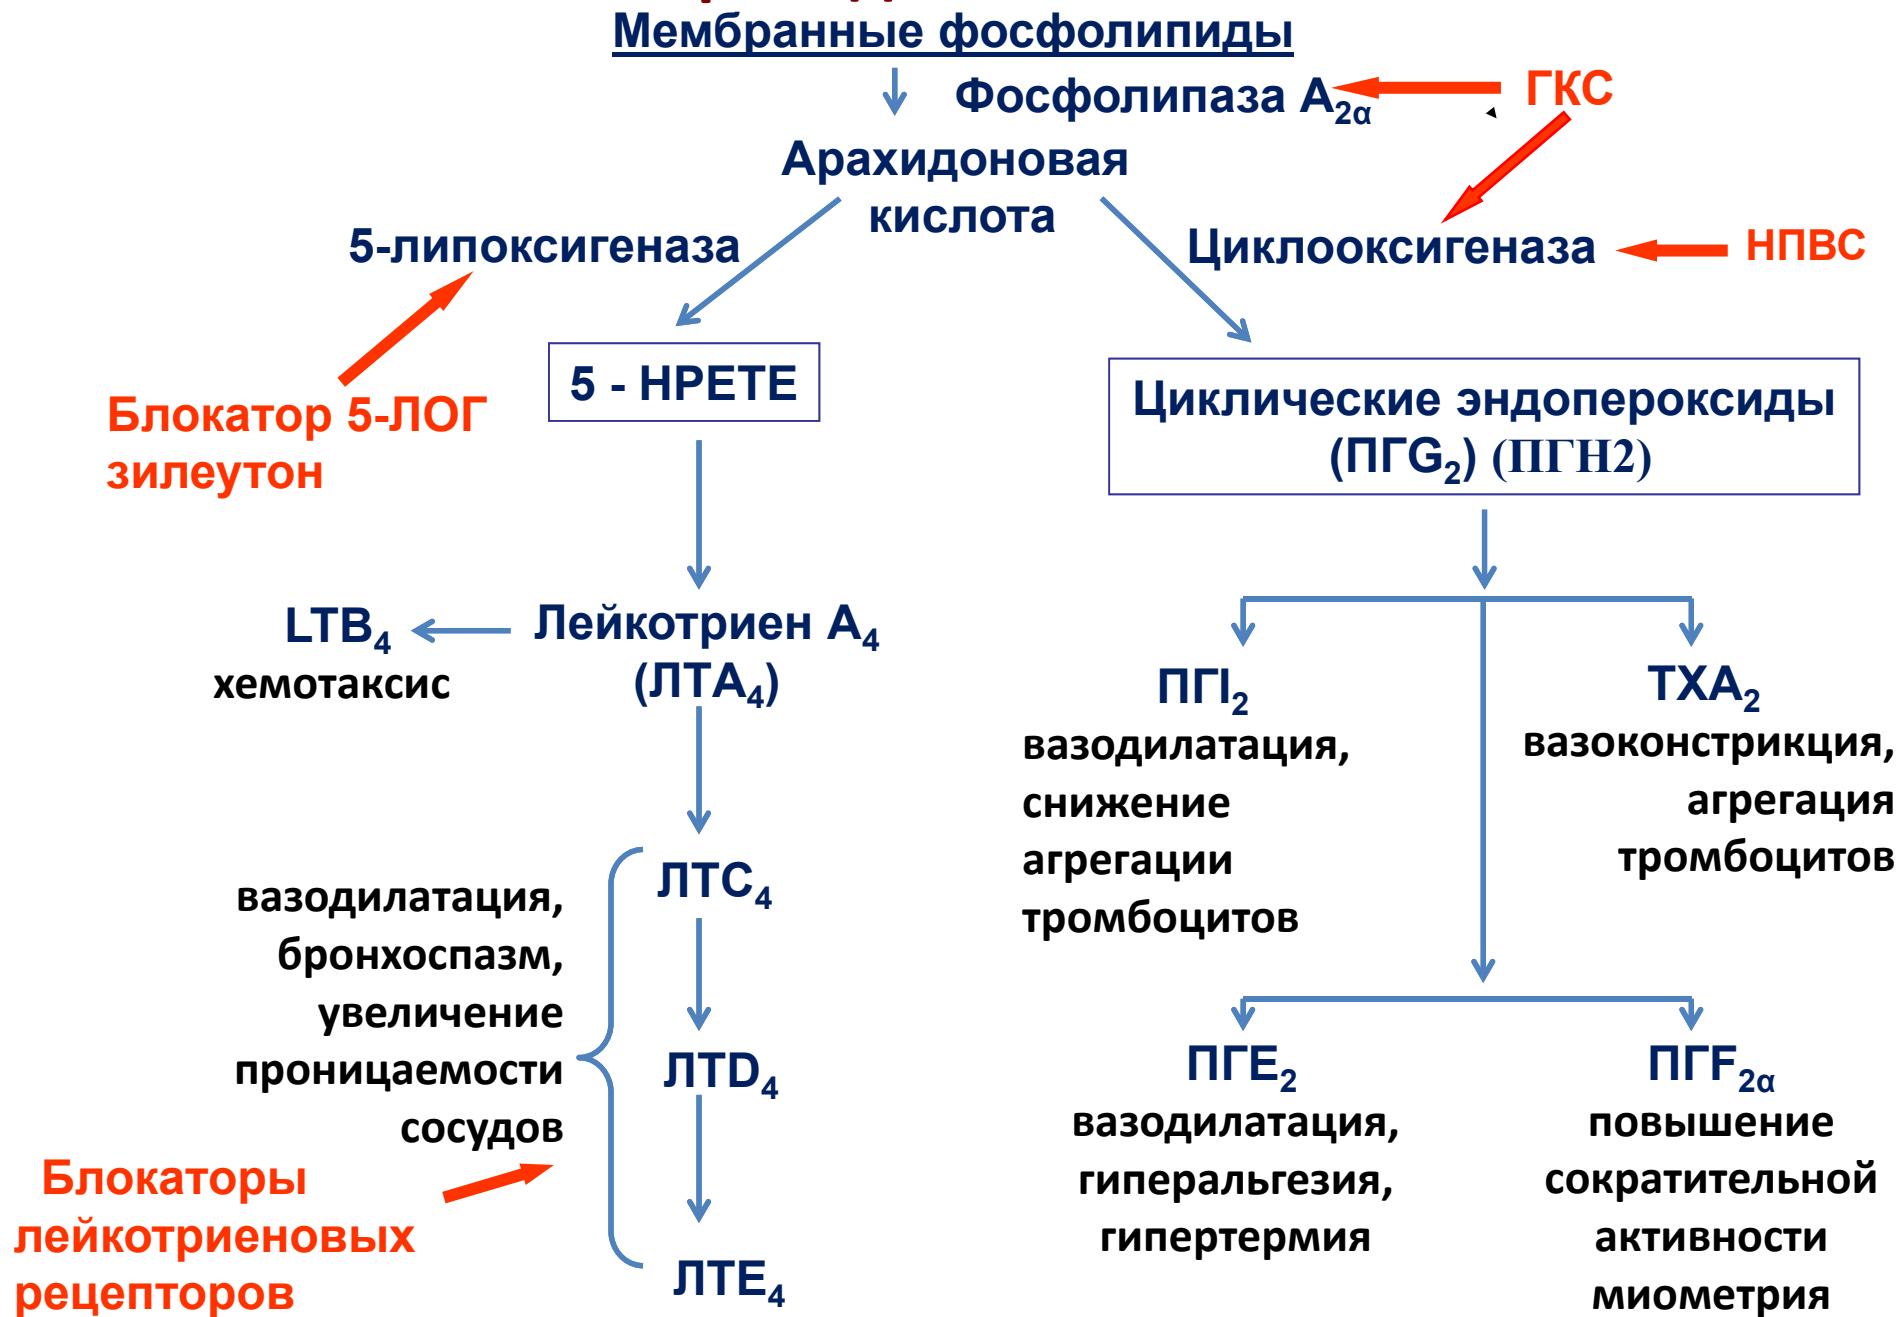 Мембранные фосфолипиды
Фосфолипаза А2α
ГКС
Арахидоновая
кислота
5-липоксигеназа
Циклооксигеназа
НПВС
Блокатор 5-ЛОГ
зилеутон
5 - НРЕТЕ
Циклические эндопероксиды
(ПГG2) (ПГН2)
LTB4
хемотаксис
Лейкотриен А4
(ЛТА4)
ПГI2
вазодилатация,
снижение
агрегации
тромбоцитов
ТХА2
вазоконстрикция,
агрегация
тромбоцитов
ЛТС4
вазодилатация,
бронхоспазм,
увеличение
проницаемости
сосудов
ЛТD4
ЛТЕ4
Блокаторы
лейкотриеновых
рецепторов
ПГЕ2
вазодилатация,
гиперальгезия,
гипертермия
ПГF2α
повышение
сократительной
активности
миометрия